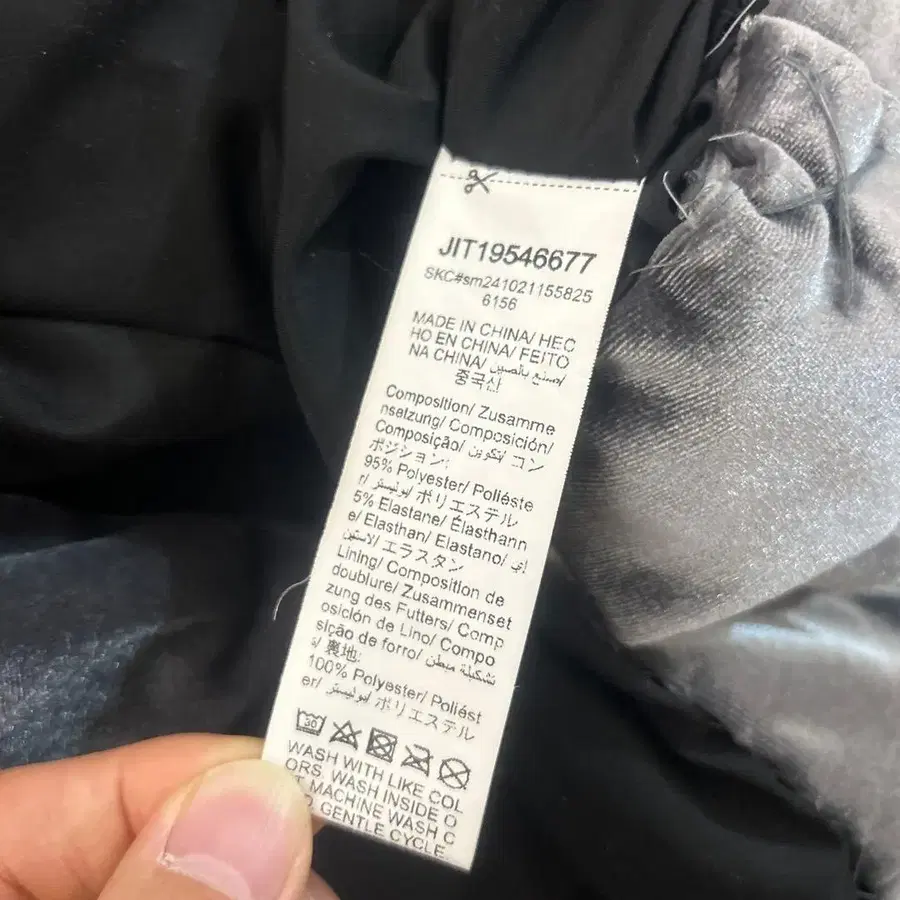 JIT19546677
SKC#sm241021155825
6156
MADE IN CHINA/ HEC
HO EN CHINA/ FEITO
NA CHINA/ صنع بالصين/
중국산
Composition/ Zusamme
nsetzung/ Composición/
Composição/ تكوين/ コン
ポジション:
95% Polyester/ Poliéste
r/ بوليستر/ ポリエステル
5% Elastane/ Élasthann
e/ Elasthan/ Elastano/ إي
لاستين/ エラスタン
Lining/ Composition de
doublure/ Zusammenset
zung des Futters/ Comp
osición de Lino/ Compo
sição de forro/ تشكيلة مبطن
/ 裏地:
100% Polyester/ Poliést
er/ بوليستر/ ポリエステル
30
WASH WITH LIKE COL
ORS. WASH INSIDE O
T MACHINE WASH C
GENTLE CYCLE